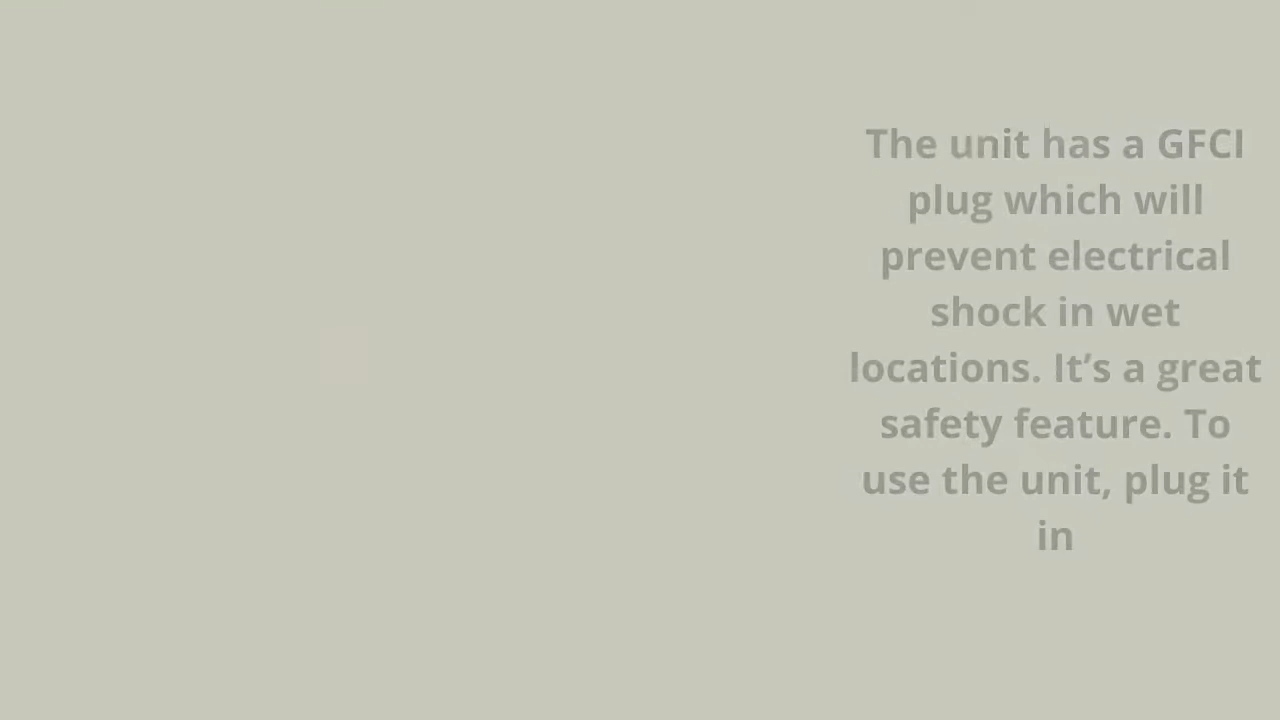 The unit has a GFCI
plug which will
prevent electrical
shock in wet
locations. It’s a great
safety feature. To
use the unit, plug it
in